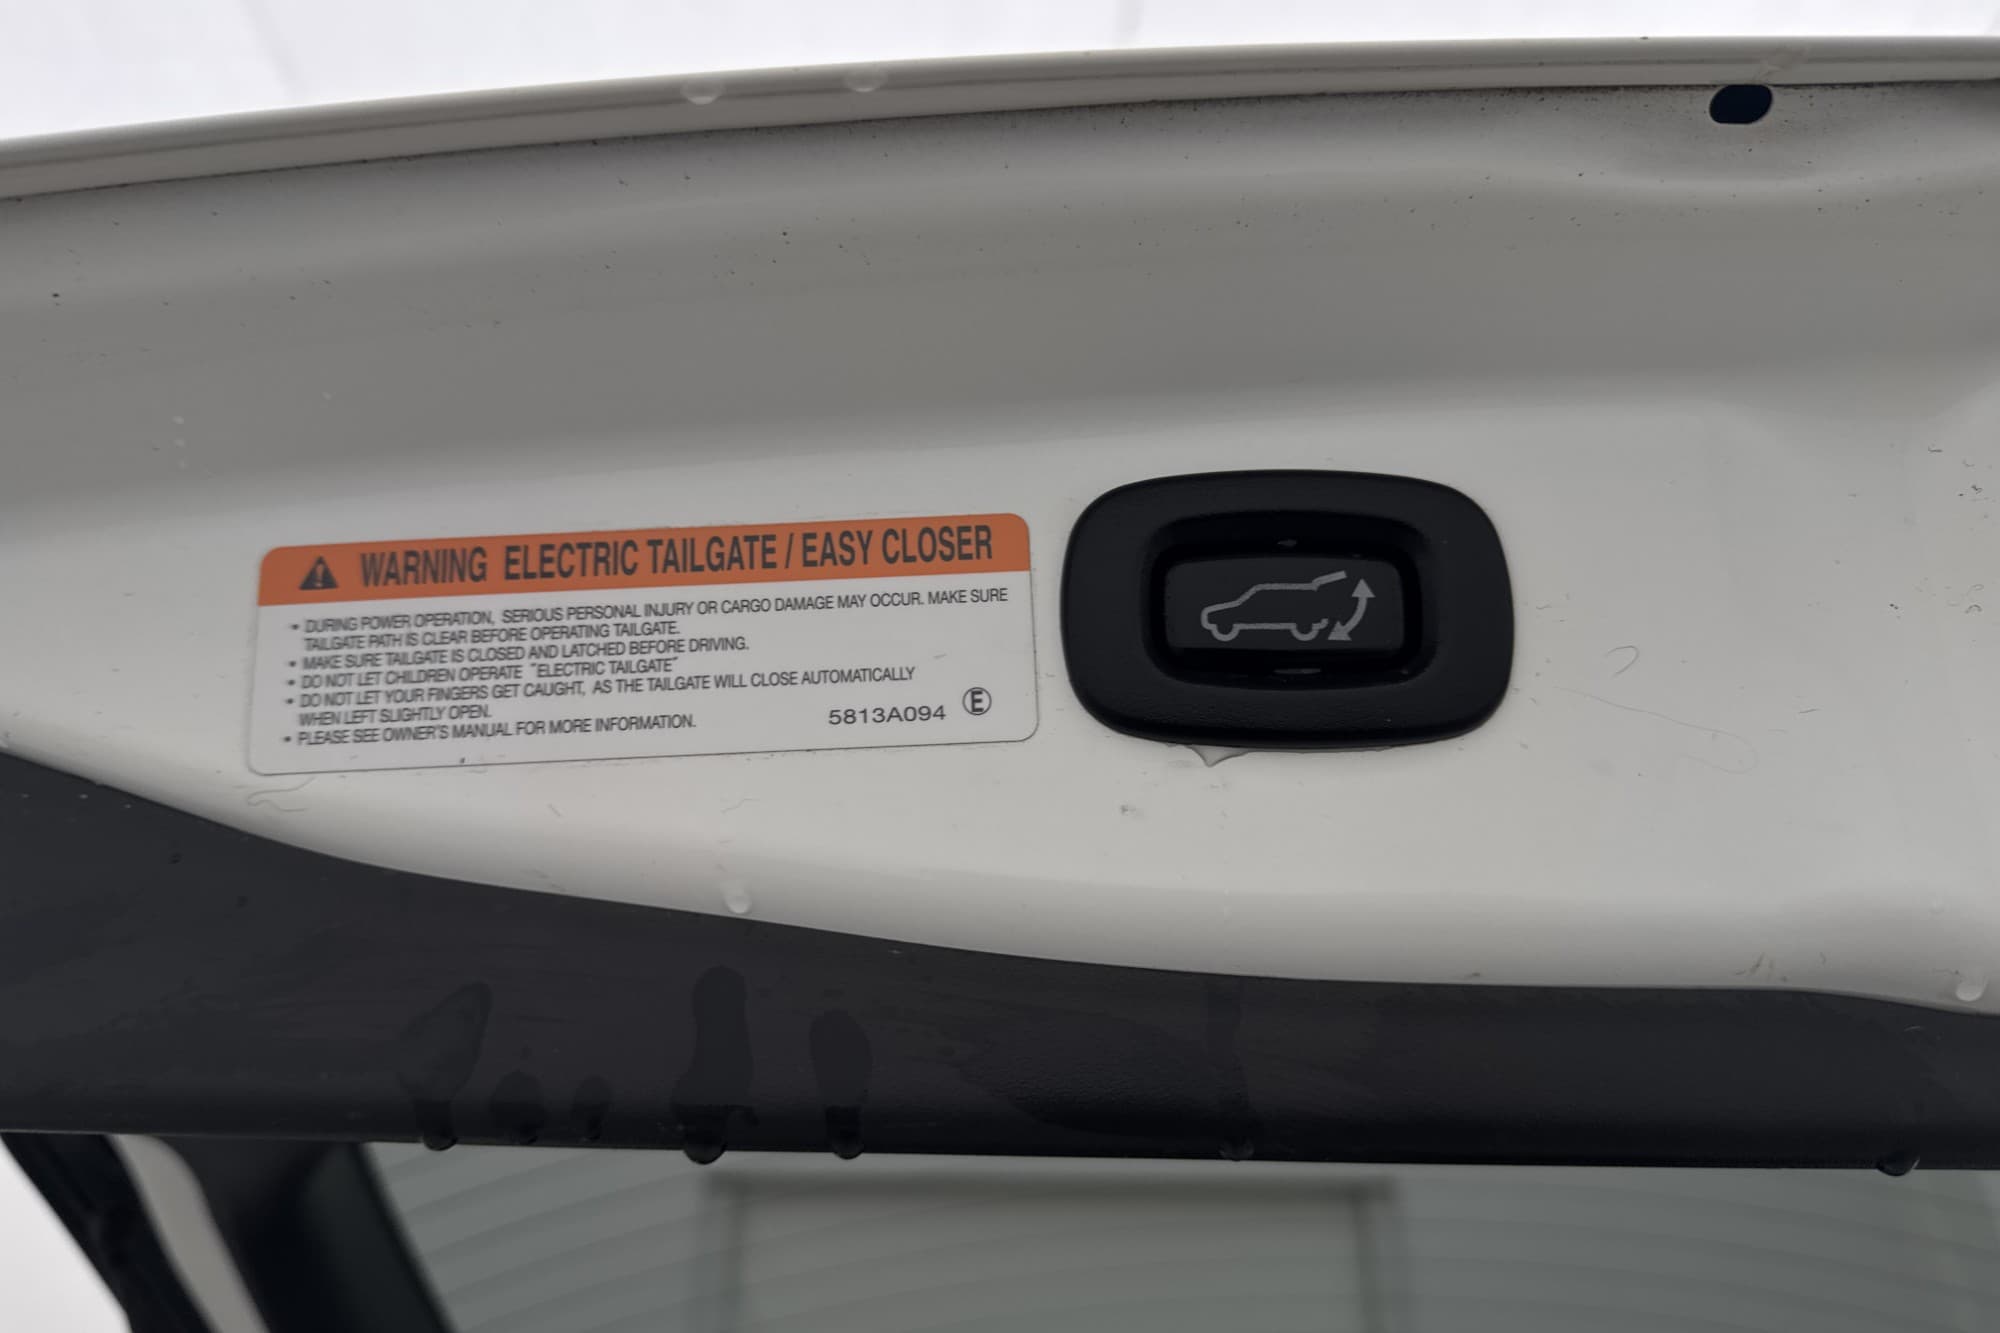 WARNING ELECTRIC TAILGATE / EASY CLOSER
• DURING POWER OPERATION, SERIOUS PERSONAL INJURY OR CARGO DAMAGE MAY OCCUR. MAKE SURE
TAILGATE PATH IS CLEAR BEFORE OPERATING TAILGATE.
• MAKE SURE TAILGATE IS CLOSED AND LATCHED BEFORE DRIVING.
• DO NOT LET CHILDREN OPERATE "ELECTRIC TAILGATE"
• DO NOT LET YOUR FINGERS GET CAUGHT, AS THE TAILGATE WILL CLOSE AUTOMATICALLY
WHEN LEFT SLIGHTLY OPEN.
• PLEASE SEE OWNER'S MANUAL FOR MORE INFORMATION.
5813A094 Ⓔ